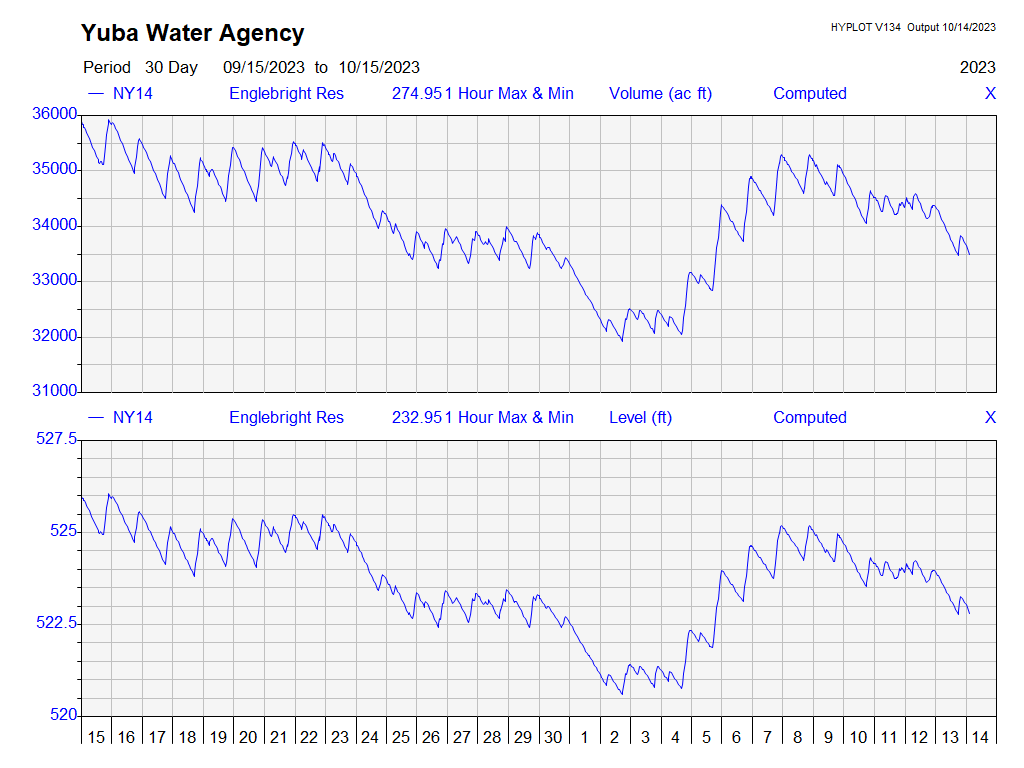 Yuba Water Agency
HYPLOT V134 Output 10/14/2023
Period 30 Day 09/15/2023 to 10/15/2023
2023
— NY14 Englebright Res 274.951 Hour Max & Min Volume (ac ft) Computed X
36000
35000
34000
33000
32000
31000
— NY14 Englebright Res 232.951 Hour Max & Min Level (ft) Computed X
527.5
525
522.5
520
15 16 17 18 19 20 21 22 23 24 25 26 27 28 29 30 1 2 3 4 5 6 7 8 9 10 11 12 13 14